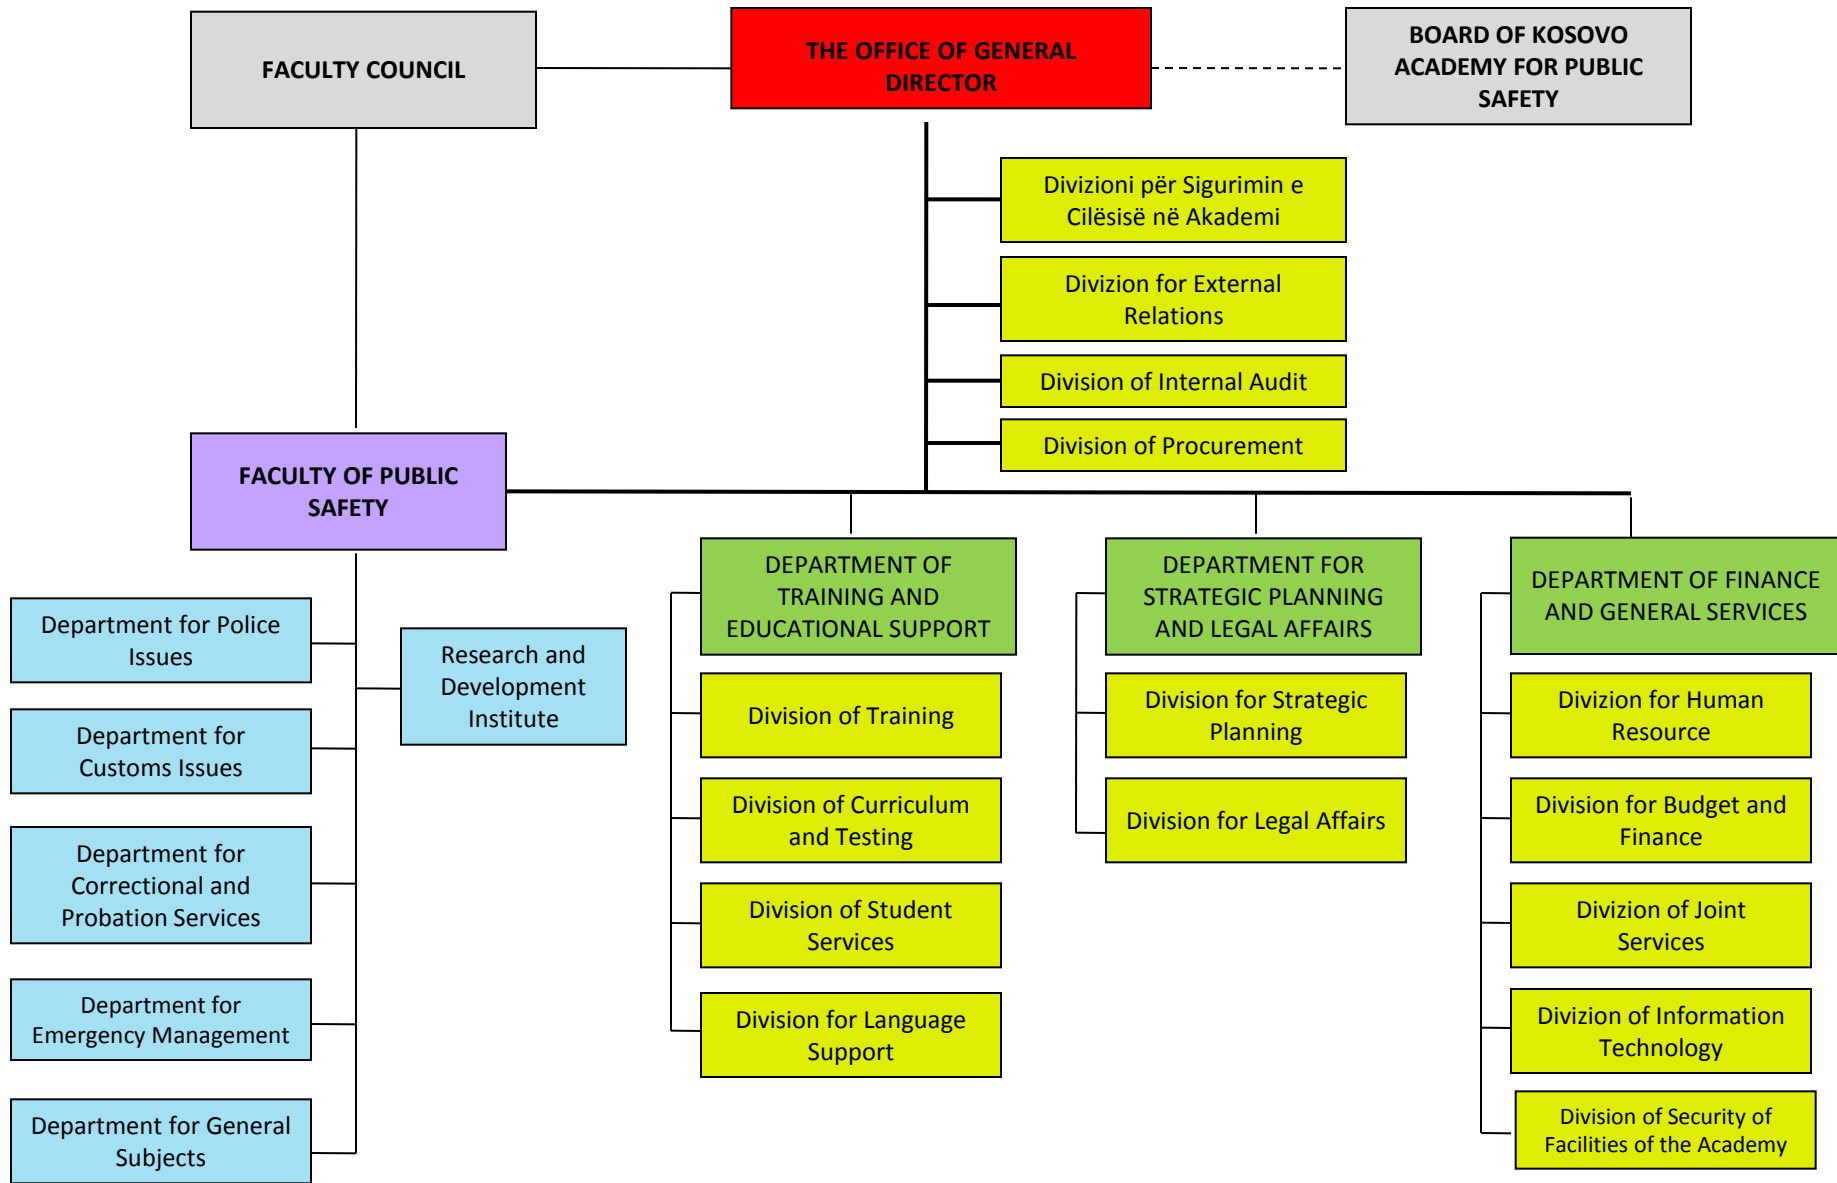 FACULTY COUNCIL
THE OFFICE OF GENERAL
DIRECTOR
BOARD OF KOSOVO
ACADEMY FOR PUBLIC
SAFETY
Divizioni për Sigurimin e
Cilësisë në Akademi
Divizion for External
Relations
Division of Internal Audit
Division of Procurement
FACULTY OF PUBLIC
SAFETY
Department for Police
Issues
Department for
Customs Issues
Department for
Correctional and
Probation Services
Department for
Emergency Management
Department for General
Subjects
Research and
Development
Institute
DEPARTMENT OF
TRAINING AND
EDUCATIONAL SUPPORT
Division of Training
Division of Curriculum
and Testing
Division of Student
Services
Division for Language
Support
DEPARTMENT FOR
STRATEGIC PLANNING
AND LEGAL AFFAIRS
Division for Strategic
Planning
Division for Legal Affairs
DEPARTMENT OF FINANCE
AND GENERAL SERVICES
Divizion for Human
Resource
Division for Budget and
Finance
Divizion of Joint
Services
Divizion of Information
Technology
Division of Security of
Facilities of the Academy